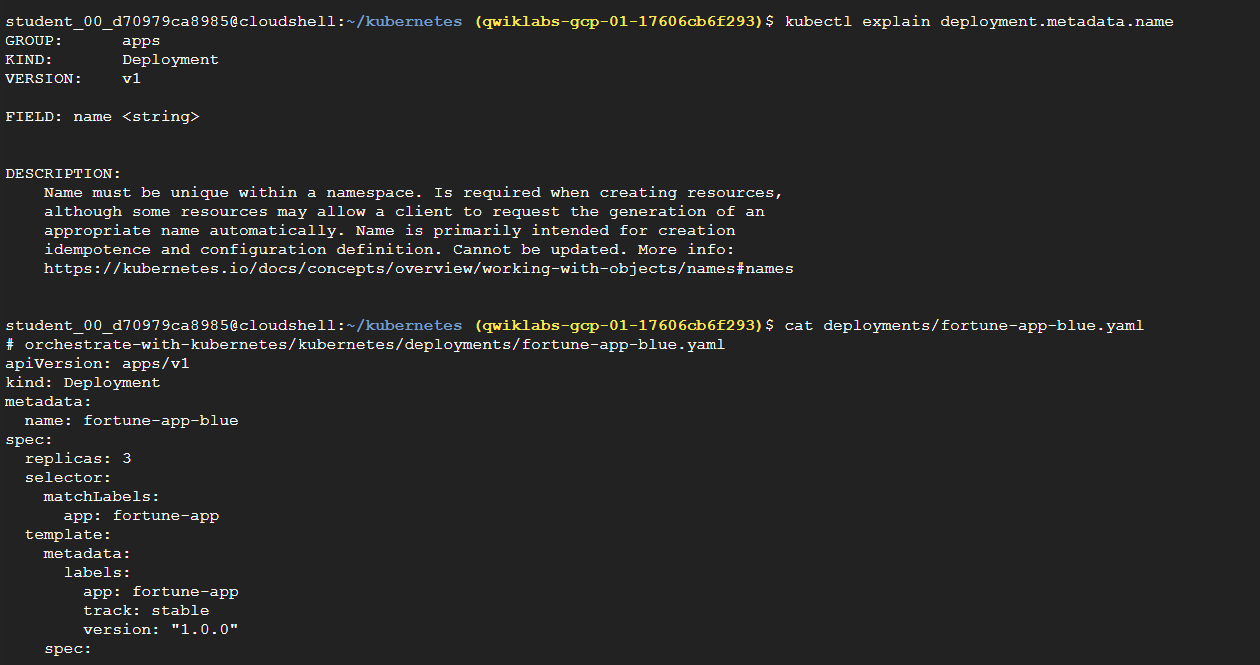 student_00_d70979ca8985@cloudshell:~/kubernetes (qwiklabs-gcp-01-17606cb6f293)$ kubectl explain deployment.metadata.name
GROUP:      apps
KIND:       Deployment
VERSION:    v1

FIELD: name <string>


DESCRIPTION:
    Name must be unique within a namespace. Is required when creating resources,
    although some resources may allow a client to request the generation of an
    appropriate name automatically. Name is primarily intended for creation
    idempotence and configuration definition. Cannot be updated. More info:
    https://kubernetes.io/docs/concepts/overview/working-with-objects/names#names


student_00_d70979ca8985@cloudshell:~/kubernetes (qwiklabs-gcp-01-17606cb6f293)$ cat deployments/fortune-app-blue.yaml
# orchestrate-with-kubernetes/kubernetes/deployments/fortune-app-blue.yaml
apiVersion: apps/v1
kind: Deployment
metadata:
  name: fortune-app-blue
spec:
  replicas: 3
  selector:
    matchLabels:
      app: fortune-app
  template:
    metadata:
      labels:
        app: fortune-app
        track: stable
        version: "1.0.0"
    spec: